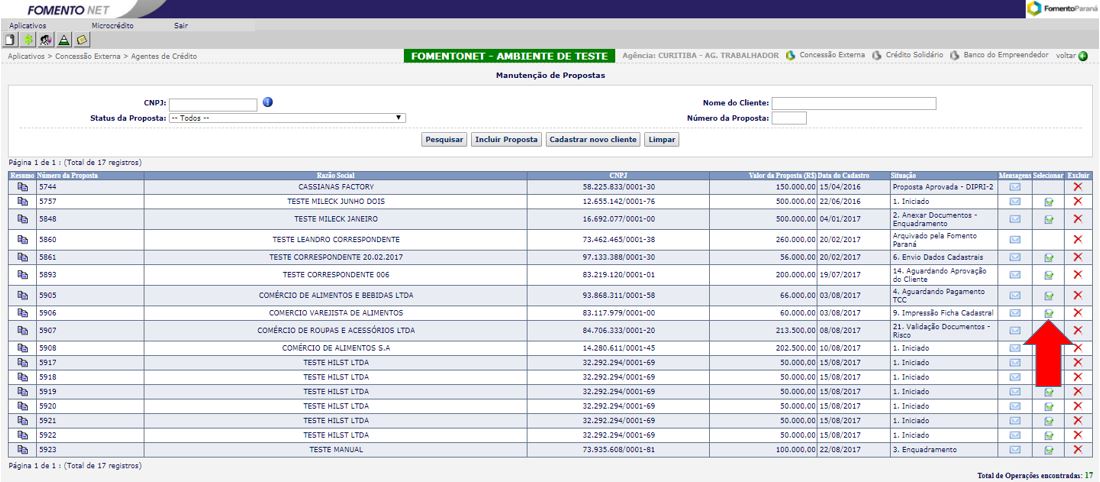 FOMENTO NET
FomentoParaná
Aplicativos Microcrédito Sair
Aplicativos > Concessão Externa > Agentes de Crédito FOMENTONET - AMBIENTE DE TESTE Agência: CURITIBA - AG. TRABALHADOR Concessão Externa Crédito Solidário Banco do Empreendedor voltar
Manutenção de Propostas
CNPJ: Nome do Cliente:
Status da Proposta: -- Todos -- Número da Proposta:
Pesquisar Incluir Proposta Cadastrar novo cliente Limpar
Página 1 de 1 : (Total de 17 registros)
Resumo Número da Proposta Razão Social CNPJ Valor da Proposta (R$) Data do Cadastro Situação Mensagens Selecionar Excluir
5744 CASSIANAS FACTORY 58.225.833/0001-30 150.000,00 15/04/2016 Proposta Aprovada - DIPRI-2
5757 TESTE MILECK JUNHO DOIS 12.655.142/0001-76 500.000,00 22/06/2016 1. Iniciado
5848 TESTE MILECK JANEIRO 16.692.077/0001-00 500.000,00 04/01/2017 2. Anexar Documentos -
Enquadramento
5860 TESTE LEANDRO CORRESPONDENTE 73.462.465/0001-38 260.000,00 20/02/2017 Arquivado pela Fomento
Paraná
5861 TESTE CORRESPONDENTE 20.02.2017 97.133.388/0001-30 56.000,00 20/02/2017 6. Envio Dados Cadastrais
5893 TESTE CORRESPONDENTE 006 83.219.120/0001-01 200.000,00 19/07/2017 14. Aguardando Aprovação
do Cliente
5905 COMÉRCIO DE ALIMENTOS E BEBIDAS LTDA 93.868.311/0001-58 66.000,00 03/08/2017 4. Aguardando Pagamento
TCC
5906 COMERCIO VAREJISTA DE ALIMENTOS 83.117.979/0001-00 60.000,00 03/08/2017 9. Impressão Ficha Cadastral
5907 COMÉRCIO DE ROUPAS E ACESSÓRIOS LTDA 84.706.333/0001-20 213.500,00 08/08/2017 21. Validação Documentos -
Risco
5908 COMÉRCIO DE ALIMENTOS S.A 14.280.611/0001-45 202.500,00 10/08/2017 1. Iniciado
5917 TESTE HILST LTDA 32.292.294/0001-69 50.000,00 15/08/2017 1. Iniciado
5918 TESTE HILST LTDA 32.292.294/0001-69 50.000,00 15/08/2017 1. Iniciado
5919 TESTE HILST LTDA 32.292.294/0001-69 50.000,00 15/08/2017 1. Iniciado
5920 TESTE HILST LTDA 32.292.294/0001-69 50.000,00 15/08/2017 1. Iniciado
5921 TESTE HILST LTDA 32.292.294/0001-69 50.000,00 15/08/2017 1. Iniciado
5922 TESTE HILST LTDA 32.292.294/0001-69 50.000,00 15/08/2017 1. Iniciado
5923 TESTE MANUAL 73.935.608/0001-81 100.000,00 22/08/2017 3. Enquadramento
Página 1 de 1 : (Total de 17 registros)
Total de Operações encontradas: 17